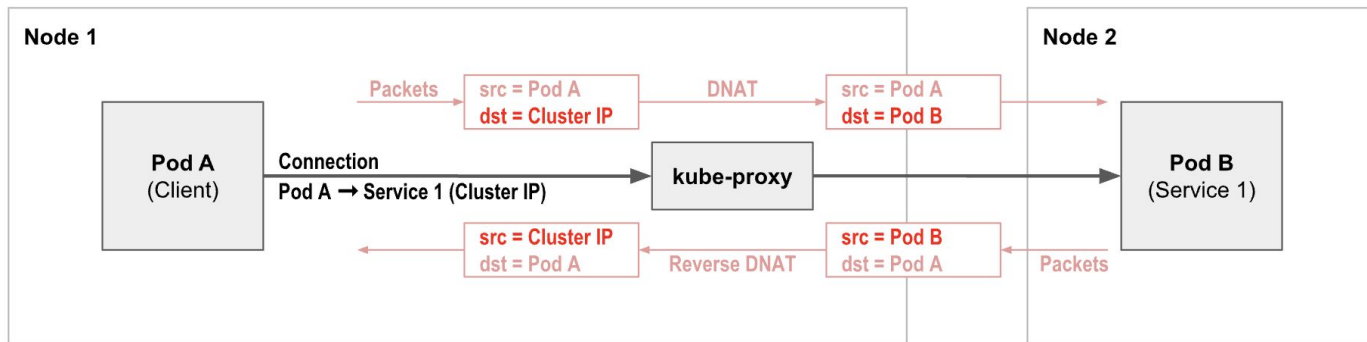 Node 1
Node 2
Packets
src = Pod A
dst = Cluster IP
DNAT
src = Pod A
dst = Pod B
Pod A
(Client)
Connection
Pod A → Service 1 (Cluster IP)
kube-proxy
Pod B
(Service 1)
src = Cluster IP
dst = Pod A
Reverse DNAT
src = Pod B
dst = Pod A
Packets